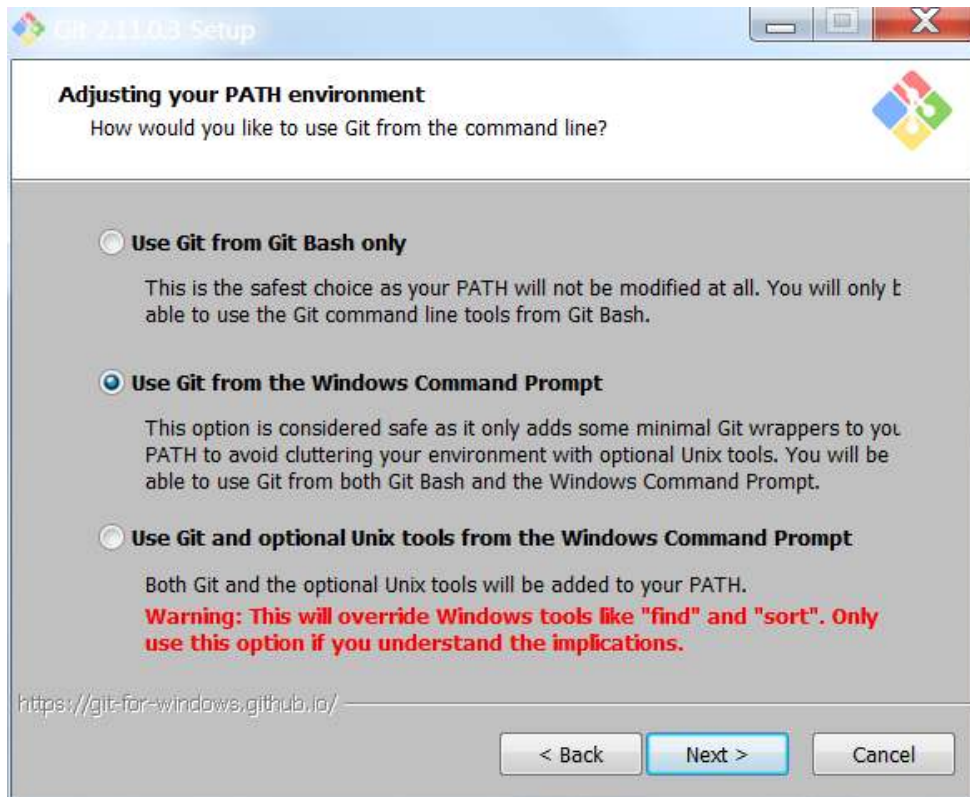 Git 2.11.0.3 Setup
Adjusting your PATH environment
How would you like to use Git from the command line?
Use Git from Git Bash only
This is the safest choice as your PATH will not be modified at all. You will only b
able to use the Git command line tools from Git Bash.
Use Git from the Windows Command Prompt
This option is considered safe as it only adds some minimal Git wrappers to you
PATH to avoid cluttering your environment with optional Unix tools. You will be
able to use Git from both Git Bash and the Windows Command Prompt.
Use Git and optional Unix tools from the Windows Command Prompt
Both Git and the optional Unix tools will be added to your PATH.
Warning: This will override Windows tools like "find" and "sort". Only
use this option if you understand the implications.
https://git-for-windows.github.io/
< Back Next > Cancel